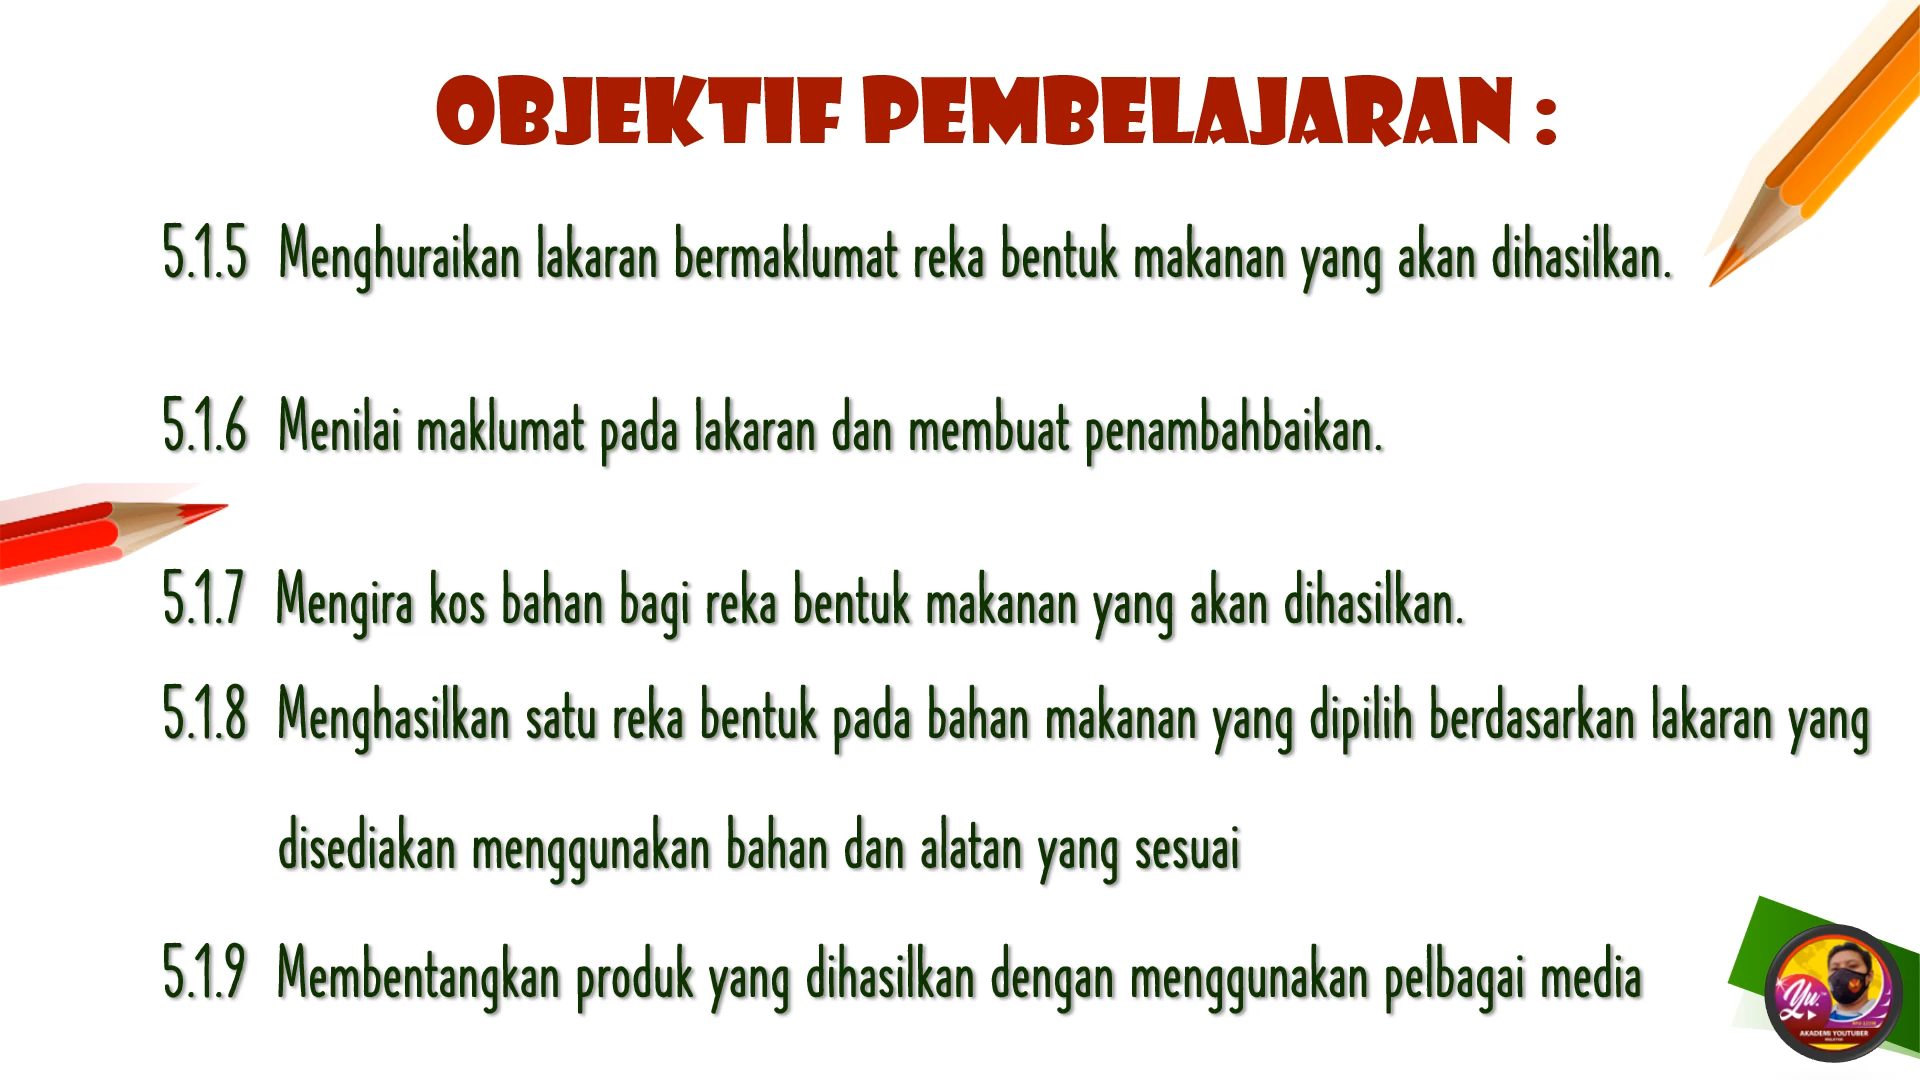 OBJEKTIF PEMBELAJARAN :
5.1.5 Menghuraikan lakaran bermaklumat reka bentuk makanan yang akan dihasilkan.
5.1.6 Menilai maklumat pada lakaran dan membuat penambahbaikan.
5.1.7 Mengira kos bahan bagi reka bentuk makanan yang akan dihasilkan.
5.1.8 Menghasilkan satu reka bentuk pada bahan makanan yang dipilih berdasarkan lakaran yang
disediakan menggunakan bahan dan alatan yang sesuai
5.1.9 Membentangkan produk yang dihasilkan dengan menggunakan pelbagai media
Yu.
AKADEMI YOUTUBER
MALAYSIA